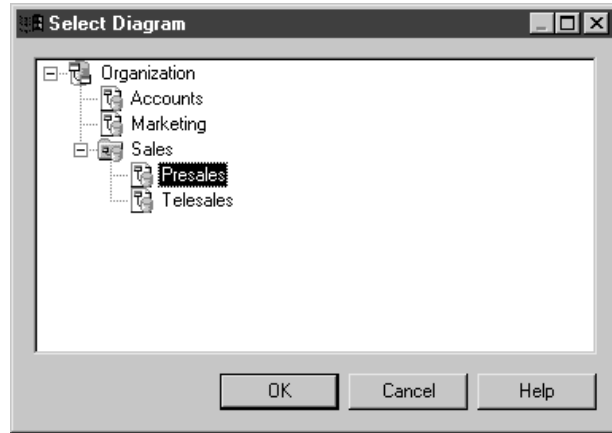 Select Diagram
Organization
Accounts
Marketing
Sales
Presales
Telesales
OK Cancel Help